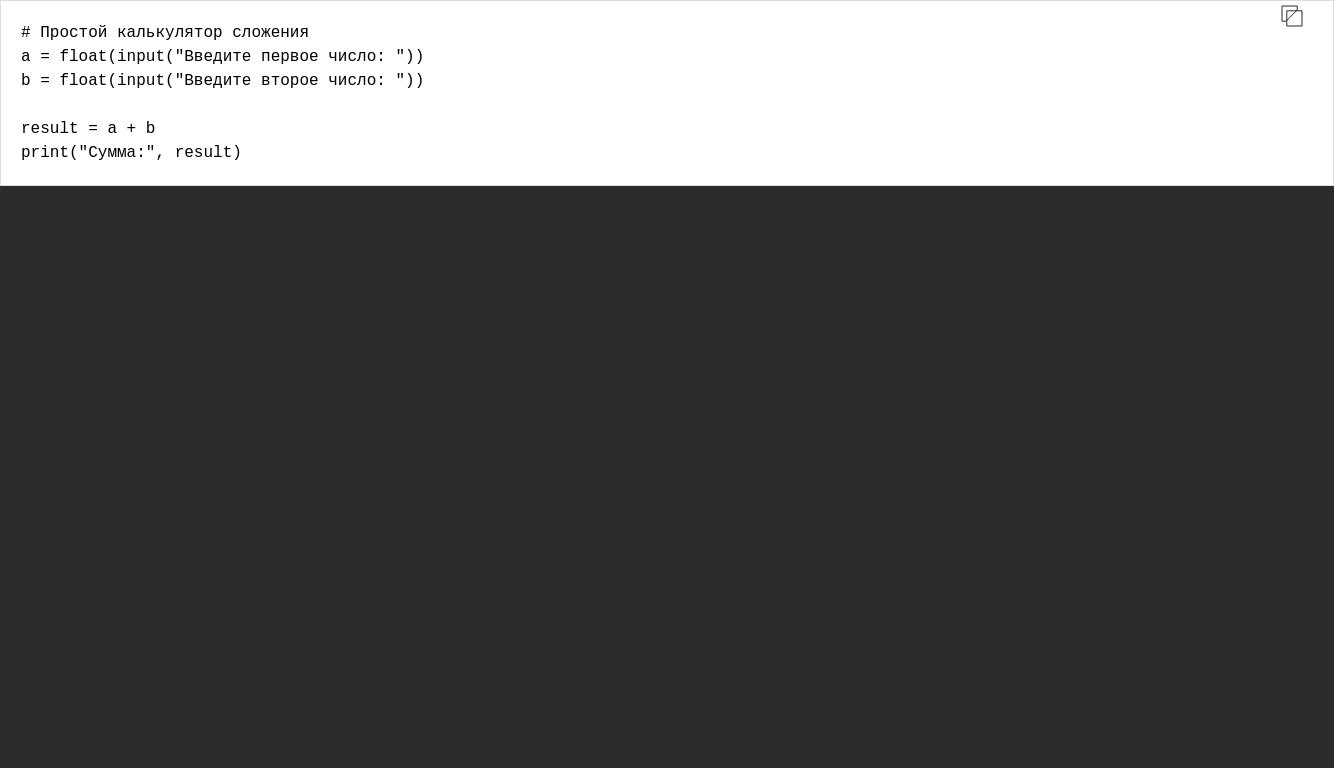 # Простой калькулятор сложения
a = float(input("Введите первое число: "))
b = float(input("Введите второе число: "))

result = a + b
print("Сумма:", result)